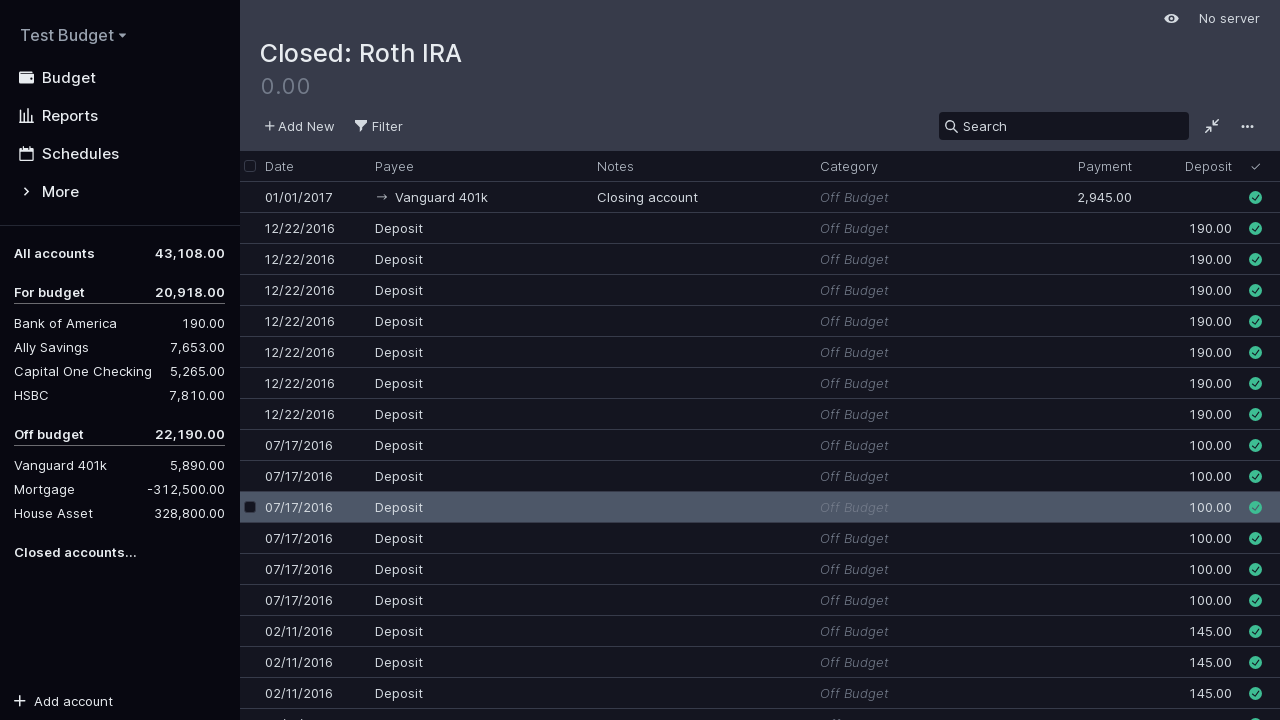 Test Budget
Budget
Reports
Schedules
More
All accounts 43,108.00
For budget 20,918.00
Bank of America 190.00
Ally Savings 7,653.00
Capital One Checking 5,265.00
HSBC 7,810.00
Off budget 22,190.00
Vanguard 401k 5,890.00
Mortgage -312,500.00
House Asset 328,800.00
Closed accounts...
Add account
No server
Closed: Roth IRA
0.00
Add New Filter Search
Date Payee Notes Category Payment Deposit
01/01/2017 → Vanguard 401k Closing account Off Budget 2,945.00
12/22/2016 Deposit Off Budget 190.00
12/22/2016 Deposit Off Budget 190.00
12/22/2016 Deposit Off Budget 190.00
12/22/2016 Deposit Off Budget 190.00
12/22/2016 Deposit Off Budget 190.00
12/22/2016 Deposit Off Budget 190.00
12/22/2016 Deposit Off Budget 190.00
07/17/2016 Deposit Off Budget 100.00
07/17/2016 Deposit Off Budget 100.00
07/17/2016 Deposit Off Budget 100.00
07/17/2016 Deposit Off Budget 100.00
07/17/2016 Deposit Off Budget 100.00
07/17/2016 Deposit Off Budget 100.00
02/11/2016 Deposit Off Budget 145.00
02/11/2016 Deposit Off Budget 145.00
02/11/2016 Deposit Off Budget 145.00